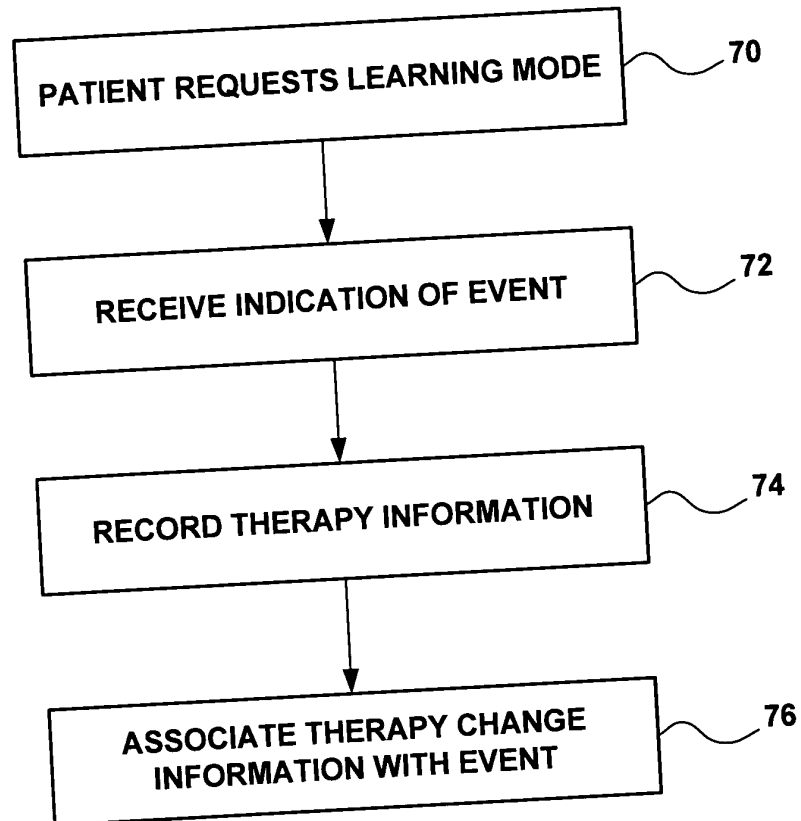 PATIENT REQUESTS LEARNING MODE
70
RECEIVE INDICATION OF EVENT
72
RECORD THERAPY INFORMATION
74
ASSOCIATE THERAPY CHANGE
INFORMATION WITH EVENT
76